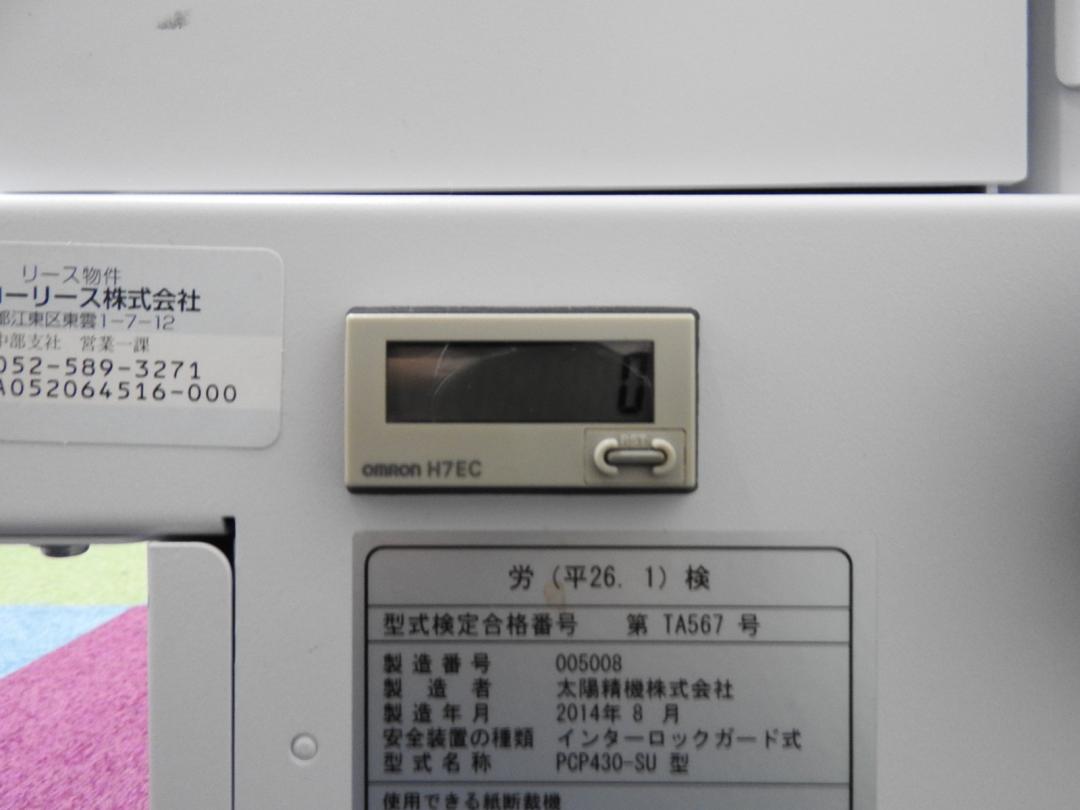 リース物件
ーリース株式会社
江東区東雲1-7-12
中部支社 営業一課
052-589-3271
A052064516-000
0
RST
OMRON H7EC
労(平26. 1)検
型式検定合格番号 第 TA567 号
製造番号 005008
製造者 太陽精機株式会社
製造年月 2014年 8 月
安全装置の種類 インターロックガード式
型式名称 PCP430-SU 型
使用できる紙断裁機